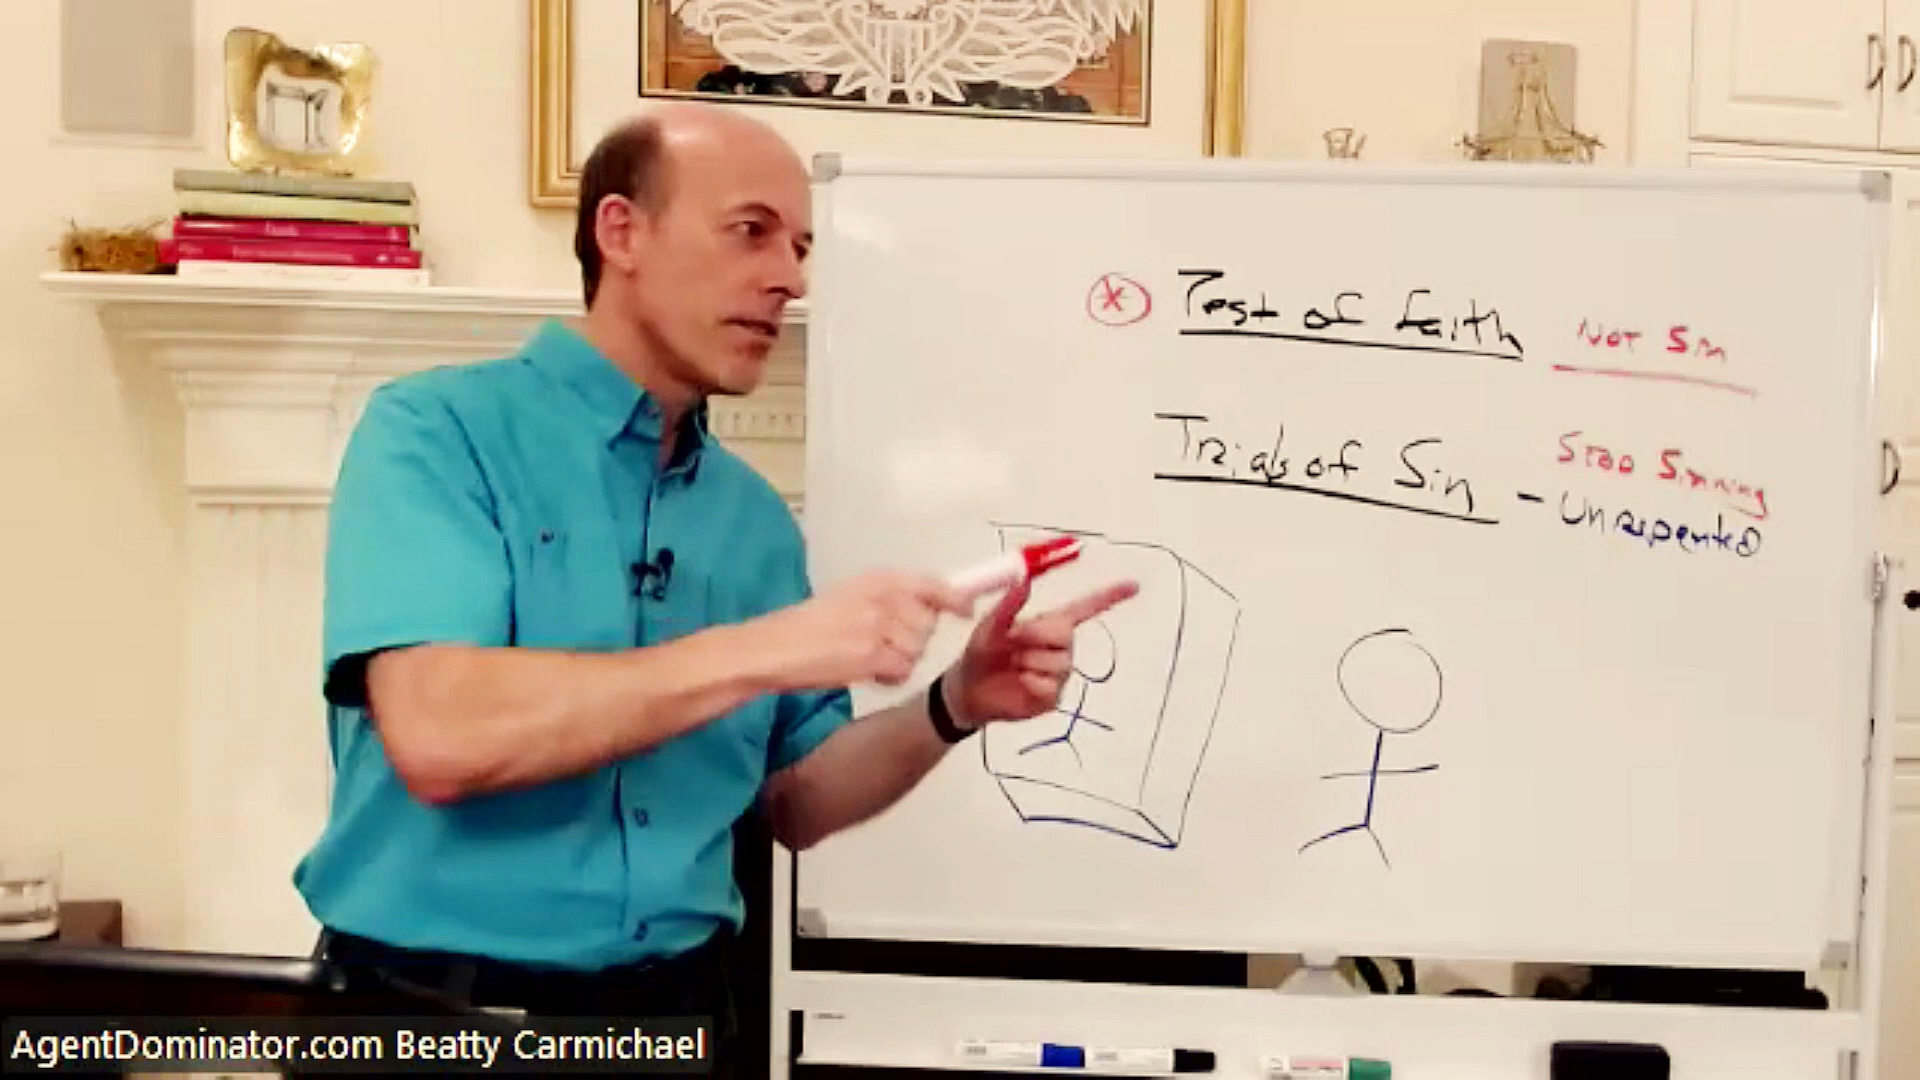 Test of faith Not Sin
Trials of Sin - Stop Sinning
Unrepented
AgentDominator.com Beatty Carmichael